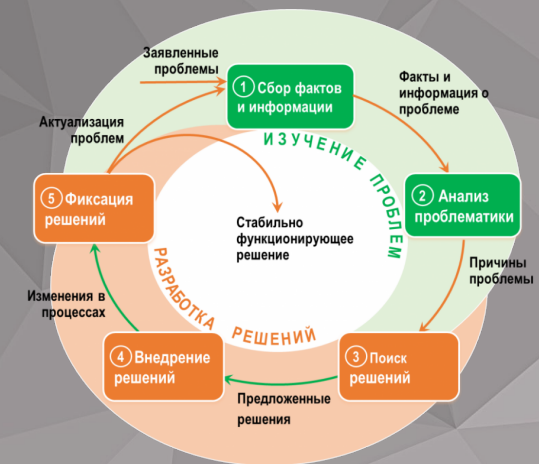 Заявленные
проблемы
① Сбор фактов
и информации
Факты и
информация о
проблеме
Актуализация
проблем
ИЗУЧЕНИЕ ПРОБЛЕМ
② Анализ
проблематики
⑤ Фиксация
решений
Стабильно
функционирующее
решение
Причины
проблемы
РАЗРАБОТКА РЕШЕНИЙ
Изменения в
процессах
④ Внедрение
решений
③ Поиск
решений
Предложенные
решения